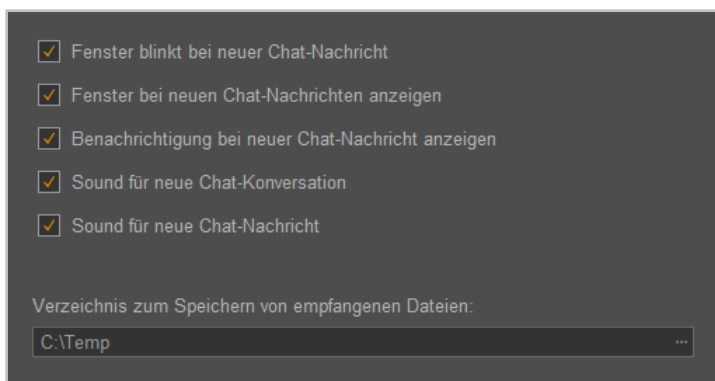 Fenster blinkt bei neuer Chat-Nachricht
Fenster bei neuen Chat-Nachrichten anzeigen
Benachrichtigung bei neuer Chat-Nachricht anzeigen
Sound für neue Chat-Konversation
Sound für neue Chat-Nachricht
Verzeichnis zum Speichern von empfangenen Dateien:
C:\Temp ...